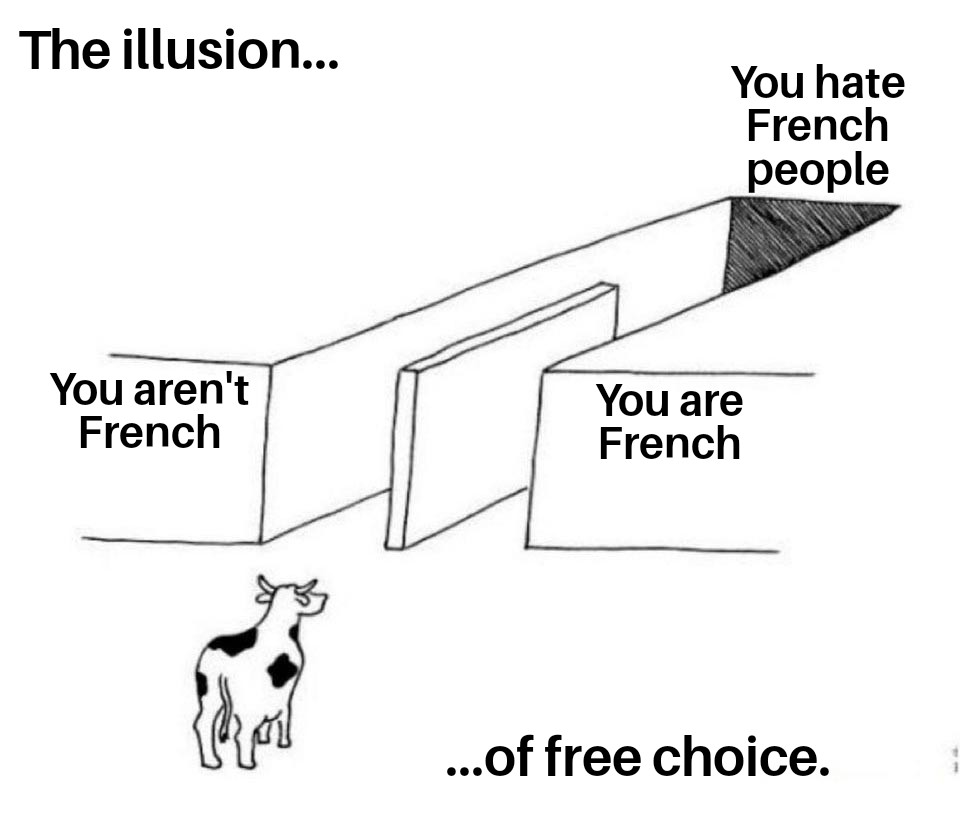 The illusion...
You hate
French
people
You aren't
French
You are
French
...of free choice.